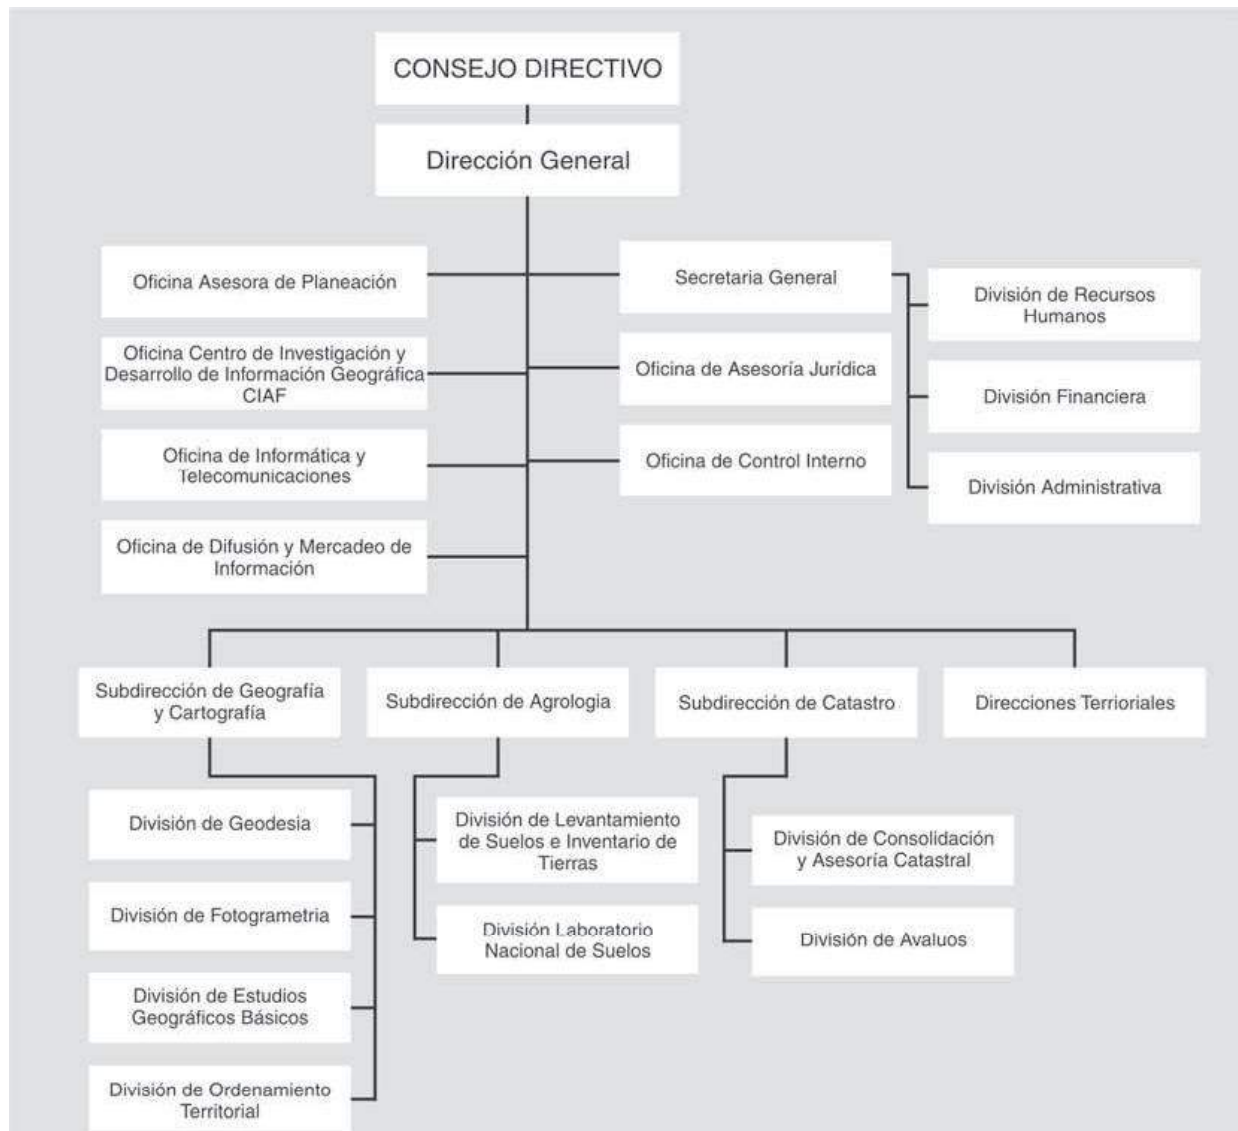 CONSEJO DIRECTIVO
Dirección General
Oficina Asesora de Planeación
Secretaria General
División de Recursos
Humanos
Oficina Centro de Investigación y
Desarrollo de Información Geográfica
CIAF
Oficina de Asesoría Jurídica
División Financiera
Oficina de Informática y
Telecomunicaciones
Oficina de Control Interno
División Administrativa
Oficina de Difusión y Mercadeo de
Información
Subdirección de Geografía
y Cartografía
Subdirección de Agrologia
Subdirección de Catastro
Direcciones Terrioriales
División de Geodesia
División de Levantamiento
de Suelos e Inventario de
Tierras
División de Consolidación
y Asesoría Catastral
División de Fotogrametria
División Laboratorio
Nacional de Suelos
División de Avaluos
División de Estudios
Geográficos Básicos
División de Ordenamiento
Territorial